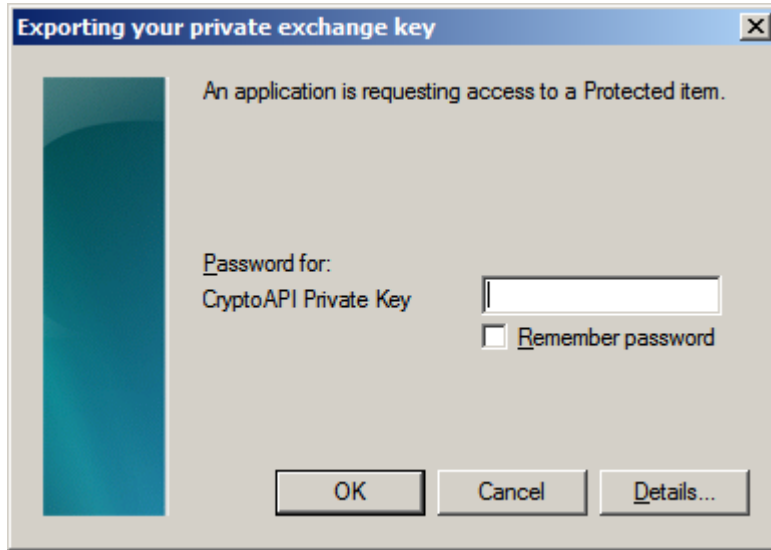 Exporting your private exchange key
An application is requesting access to a Protected item.
Password for:
CryptoAPI Private Key
Remember password
OK
Cancel
Details...